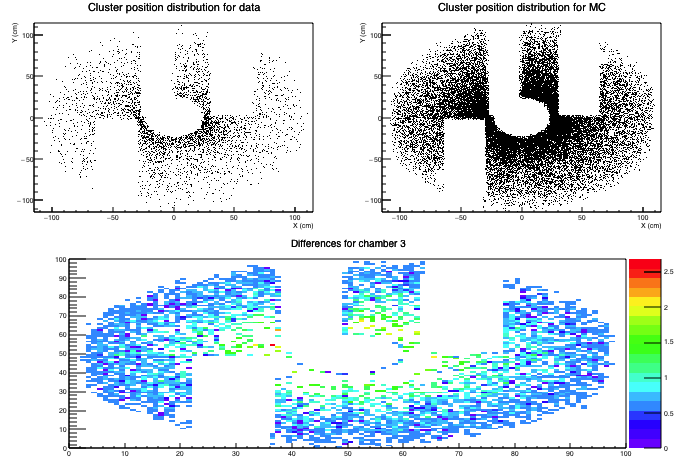 Cluster position distribution for data
Y (cm)
100
50
0
−50
−100
−100 −50 0 50 100
X (cm)
Cluster position distribution for MC
Y (cm)
100
50
0
−50
−100
−100 −50 0 50 100
X (cm)
Differences for chamber 3
100
90
80
70
60
50
40
30
20
10
0
0 10 20 30 40 50 60 70 80 90 100
2.5
2
1.5
1
0.5
0